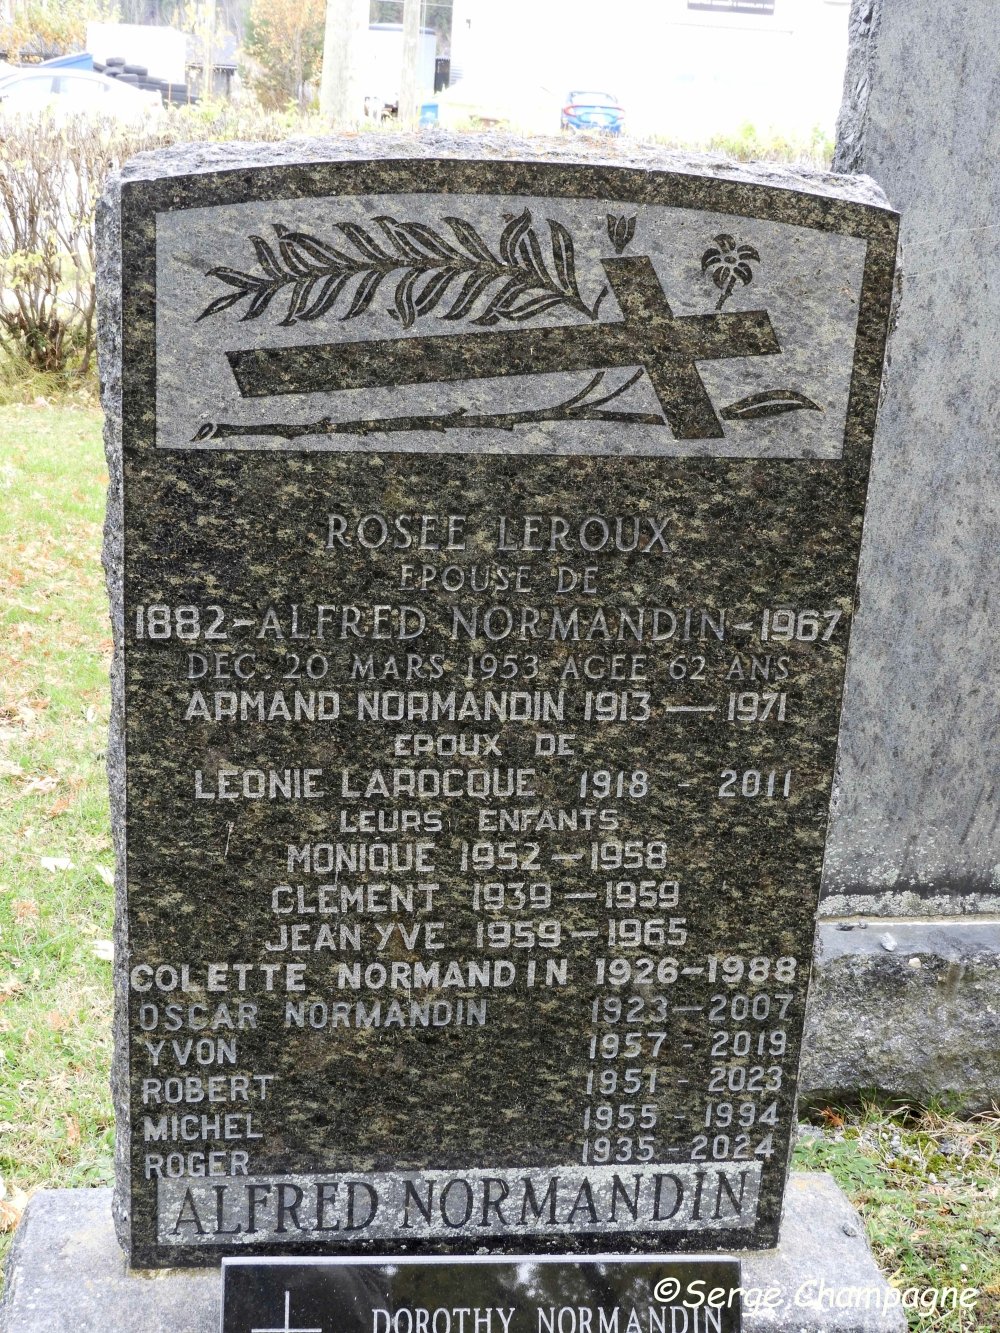 ROSEE LEROUX
EPOUSE DE
1882-ALFRED NORMANDIN-1967
DEC. 20 MARS 1953 AGEE 62 ANS
ARMAND NORMANDIN 1913 — 1971
EPOUX DE
LEONIE LAROCQUE 1918 - 2011
LEURS ENFANTS
MONIQUE 1952-1958
CLEMENT 1939-1959
JEAN YVE 1959-1965
COLETTE NORMANDIN 1926-1988
OSCAR NORMANDIN 1923-2007
YVON 1957 - 2019
ROBERT 1951 - 2023
MICHEL 1955 - 1994
ROGER 1935 - 2024
ALFRED NORMANDIN
DOROTHY NORMANDIN
©Serge Champagne